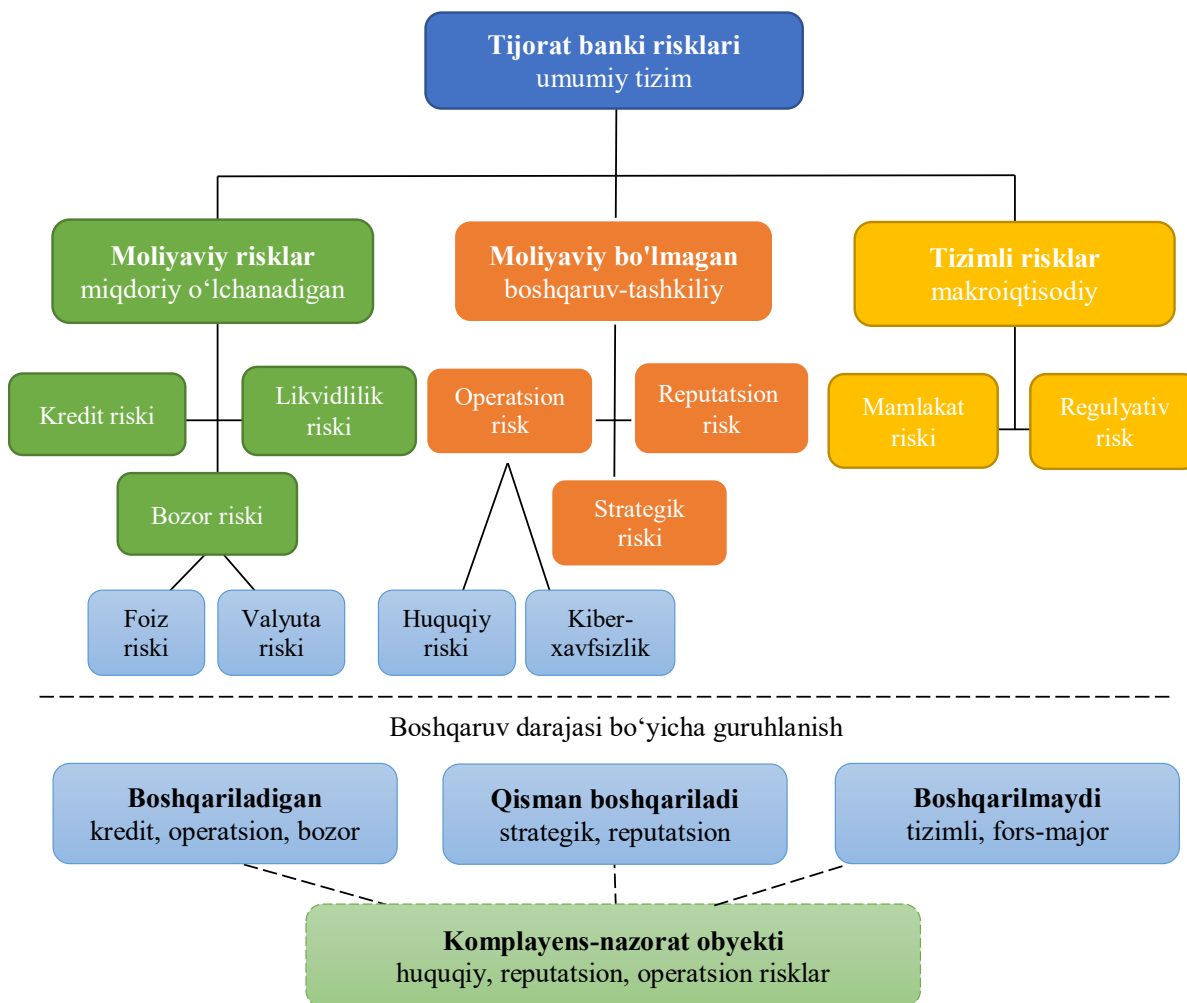 Tijorat banki risklari
umumiy tizim
Moliyaviy risklar
miqdoriy o‘lchanadigan
Moliyaviy bo'lmagan
boshqaruv-tashkiliy
Tizimli risklar
makroiqtisodiy
Kredit riski
Likvidlilik
riski
Operatsion
risk
Reputatsion
risk
Mamlakat
riski
Regulyativ
risk
Bozor riski
Strategik
riski
Foiz
riski
Valyuta
riski
Huquqiy
riski
Kiber-
xavfsizlik
Boshqaruv darajasi bo‘yicha guruhlanish
Boshqariladigan
kredit, operatsion, bozor
Qisman boshqariladi
strategik, reputatsion
Boshqarilmaydi
tizimli, fors-major
Komplayens-nazorat obyekti
huquqiy, reputatsion, operatsion risklar